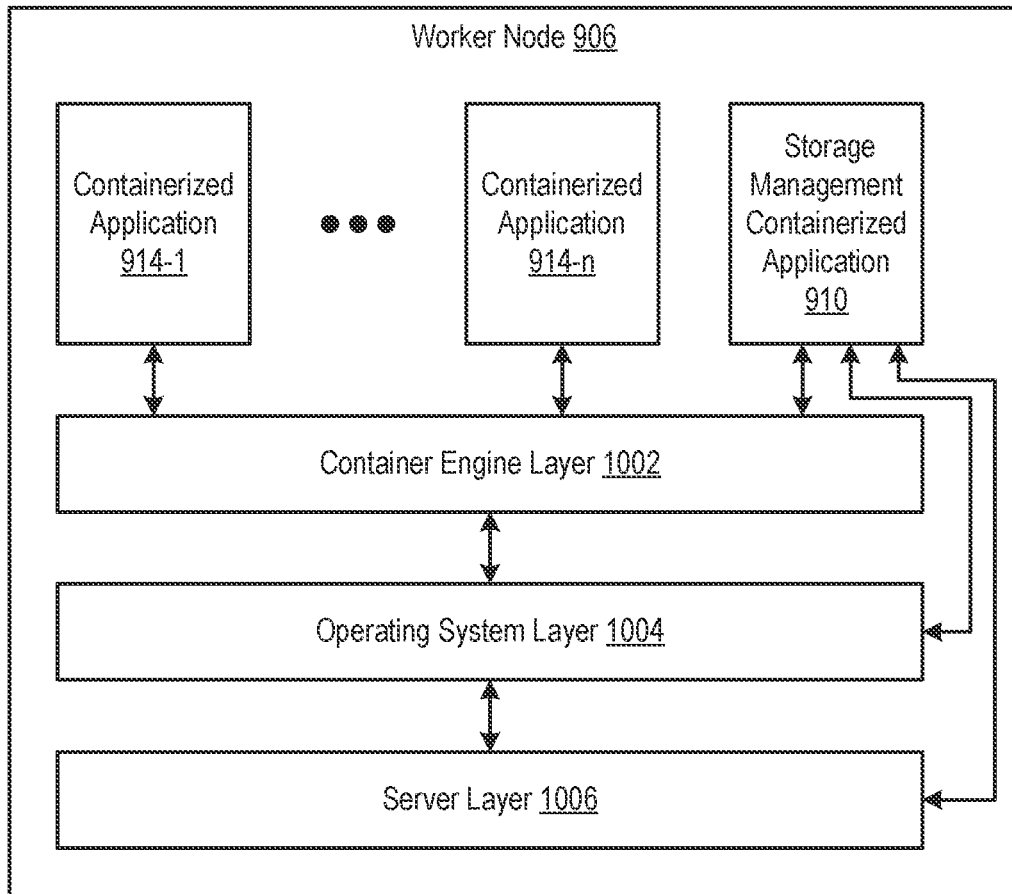 Worker Node 906
Containerized
Application
914-1
Containerized
Application
914-n
Storage
Management
Containerized
Application
910
Container Engine Layer 1002
Operating System Layer 1004
Server Layer 1006